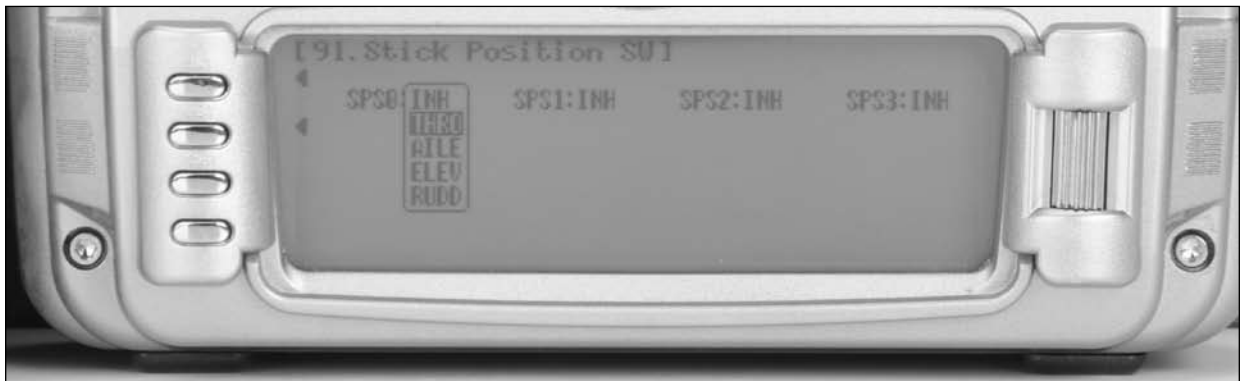 [91.Stick Position SW]
SPS0:INH SPS1:INH SPS2:INH SPS3:INH
THRO
AILE
ELEV
RUDD